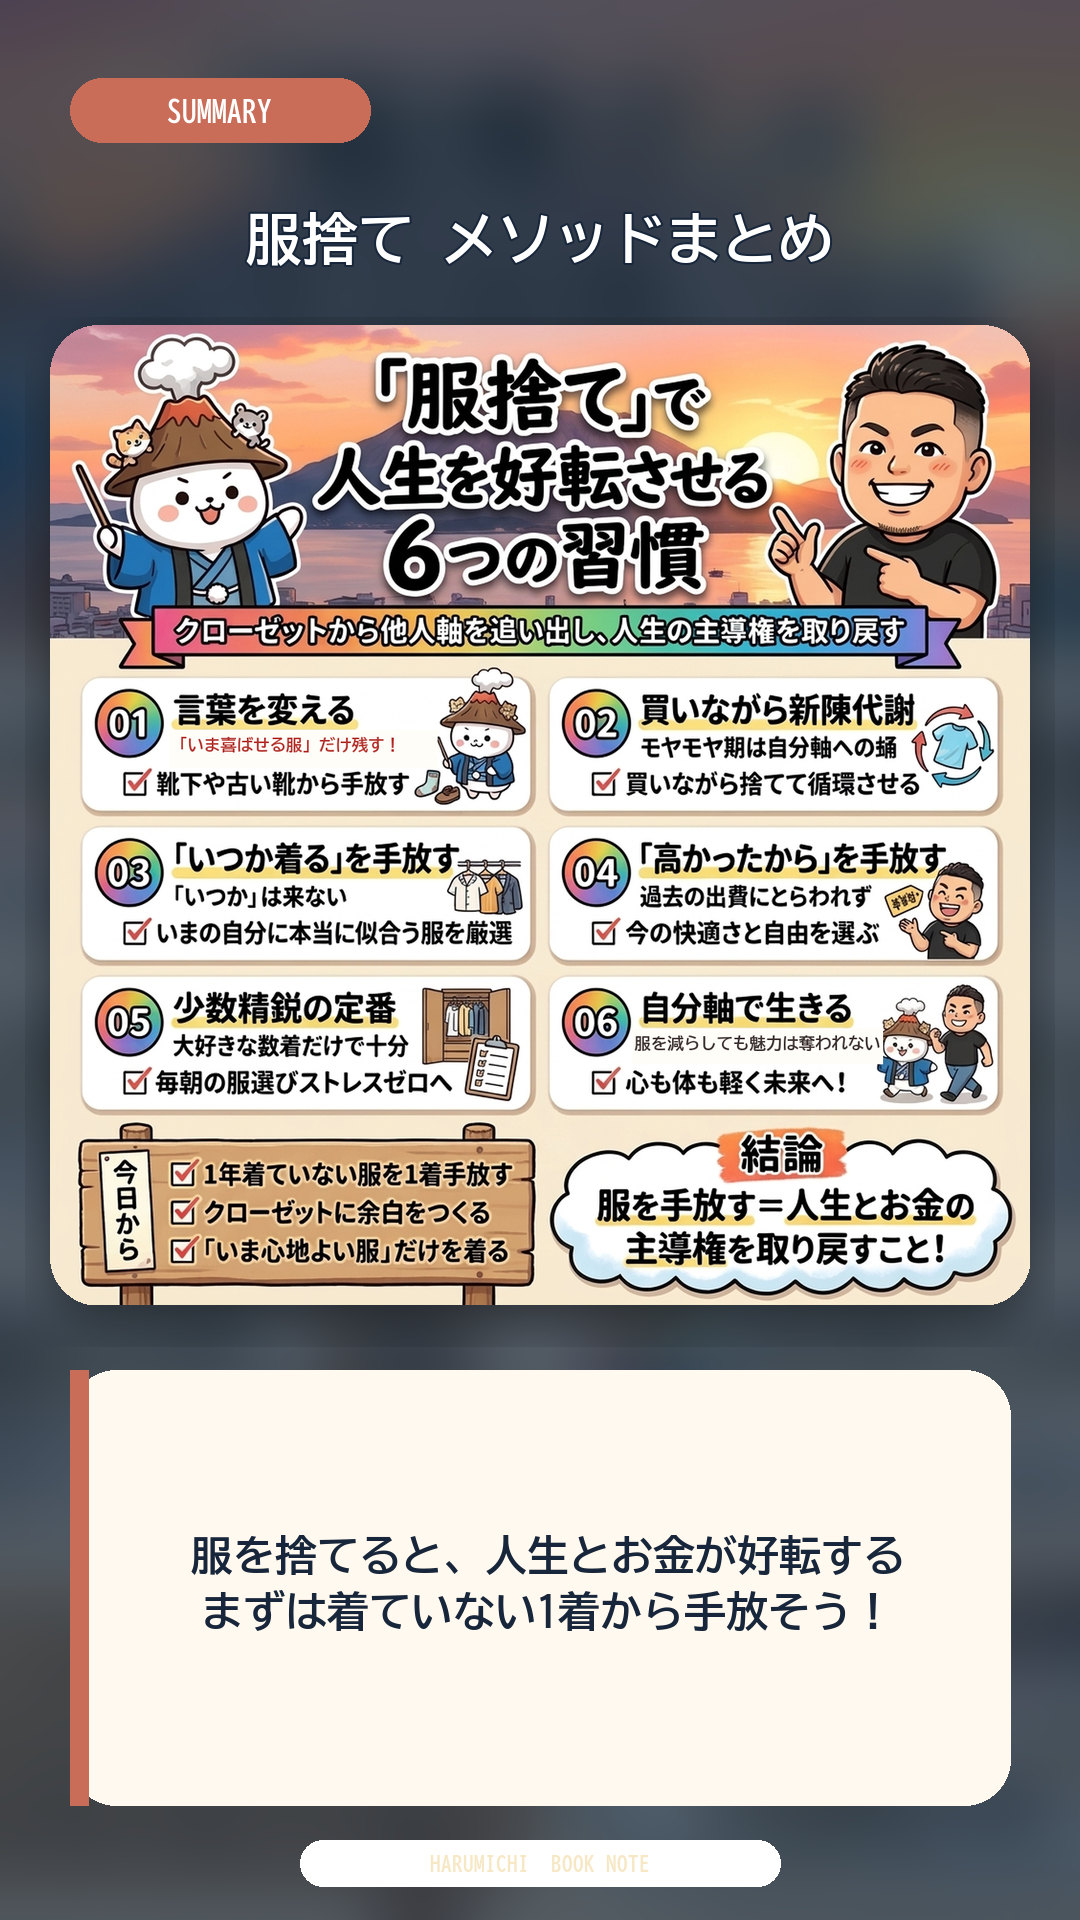 SUMMARY
服捨て メソッドまとめ
「服捨て」で
人生を好転させる
6つの習慣
クローゼットから他人軸を追い出し、人生の主導権を取り戻す
01 言葉を変える
「いま喜ばせる服」だけ残す！
靴下や古い靴から手放す
02 買いながら新陳代謝
モヤモヤ期は自分軸への蛹
買いながら捨てて循環させる
03 「いつか着る」を手放す
「いつか」は来ない
いまの自分に本当に似合う服を厳選
04 「高かったから」を手放す
過去の出費にとらわれず
今の快適さと自由を選ぶ
05 少数精鋭の定番
大好きな数着だけで十分
毎朝の服選びストレスゼロへ
06 自分軸で生きる
服を減らしても魅力は奪われない
心も体も軽く未来へ！
今日から
1年着ていない服を1着手放す
クローゼットに余白をつくる
「いま心地よい服」だけを着る
結論
服を手放す＝人生とお金の
主導権を取り戻すこと！
服を捨てると、人生とお金が好転する
まずは着ていない1着から手放そう！
HARUMICHI BOOK NOTE